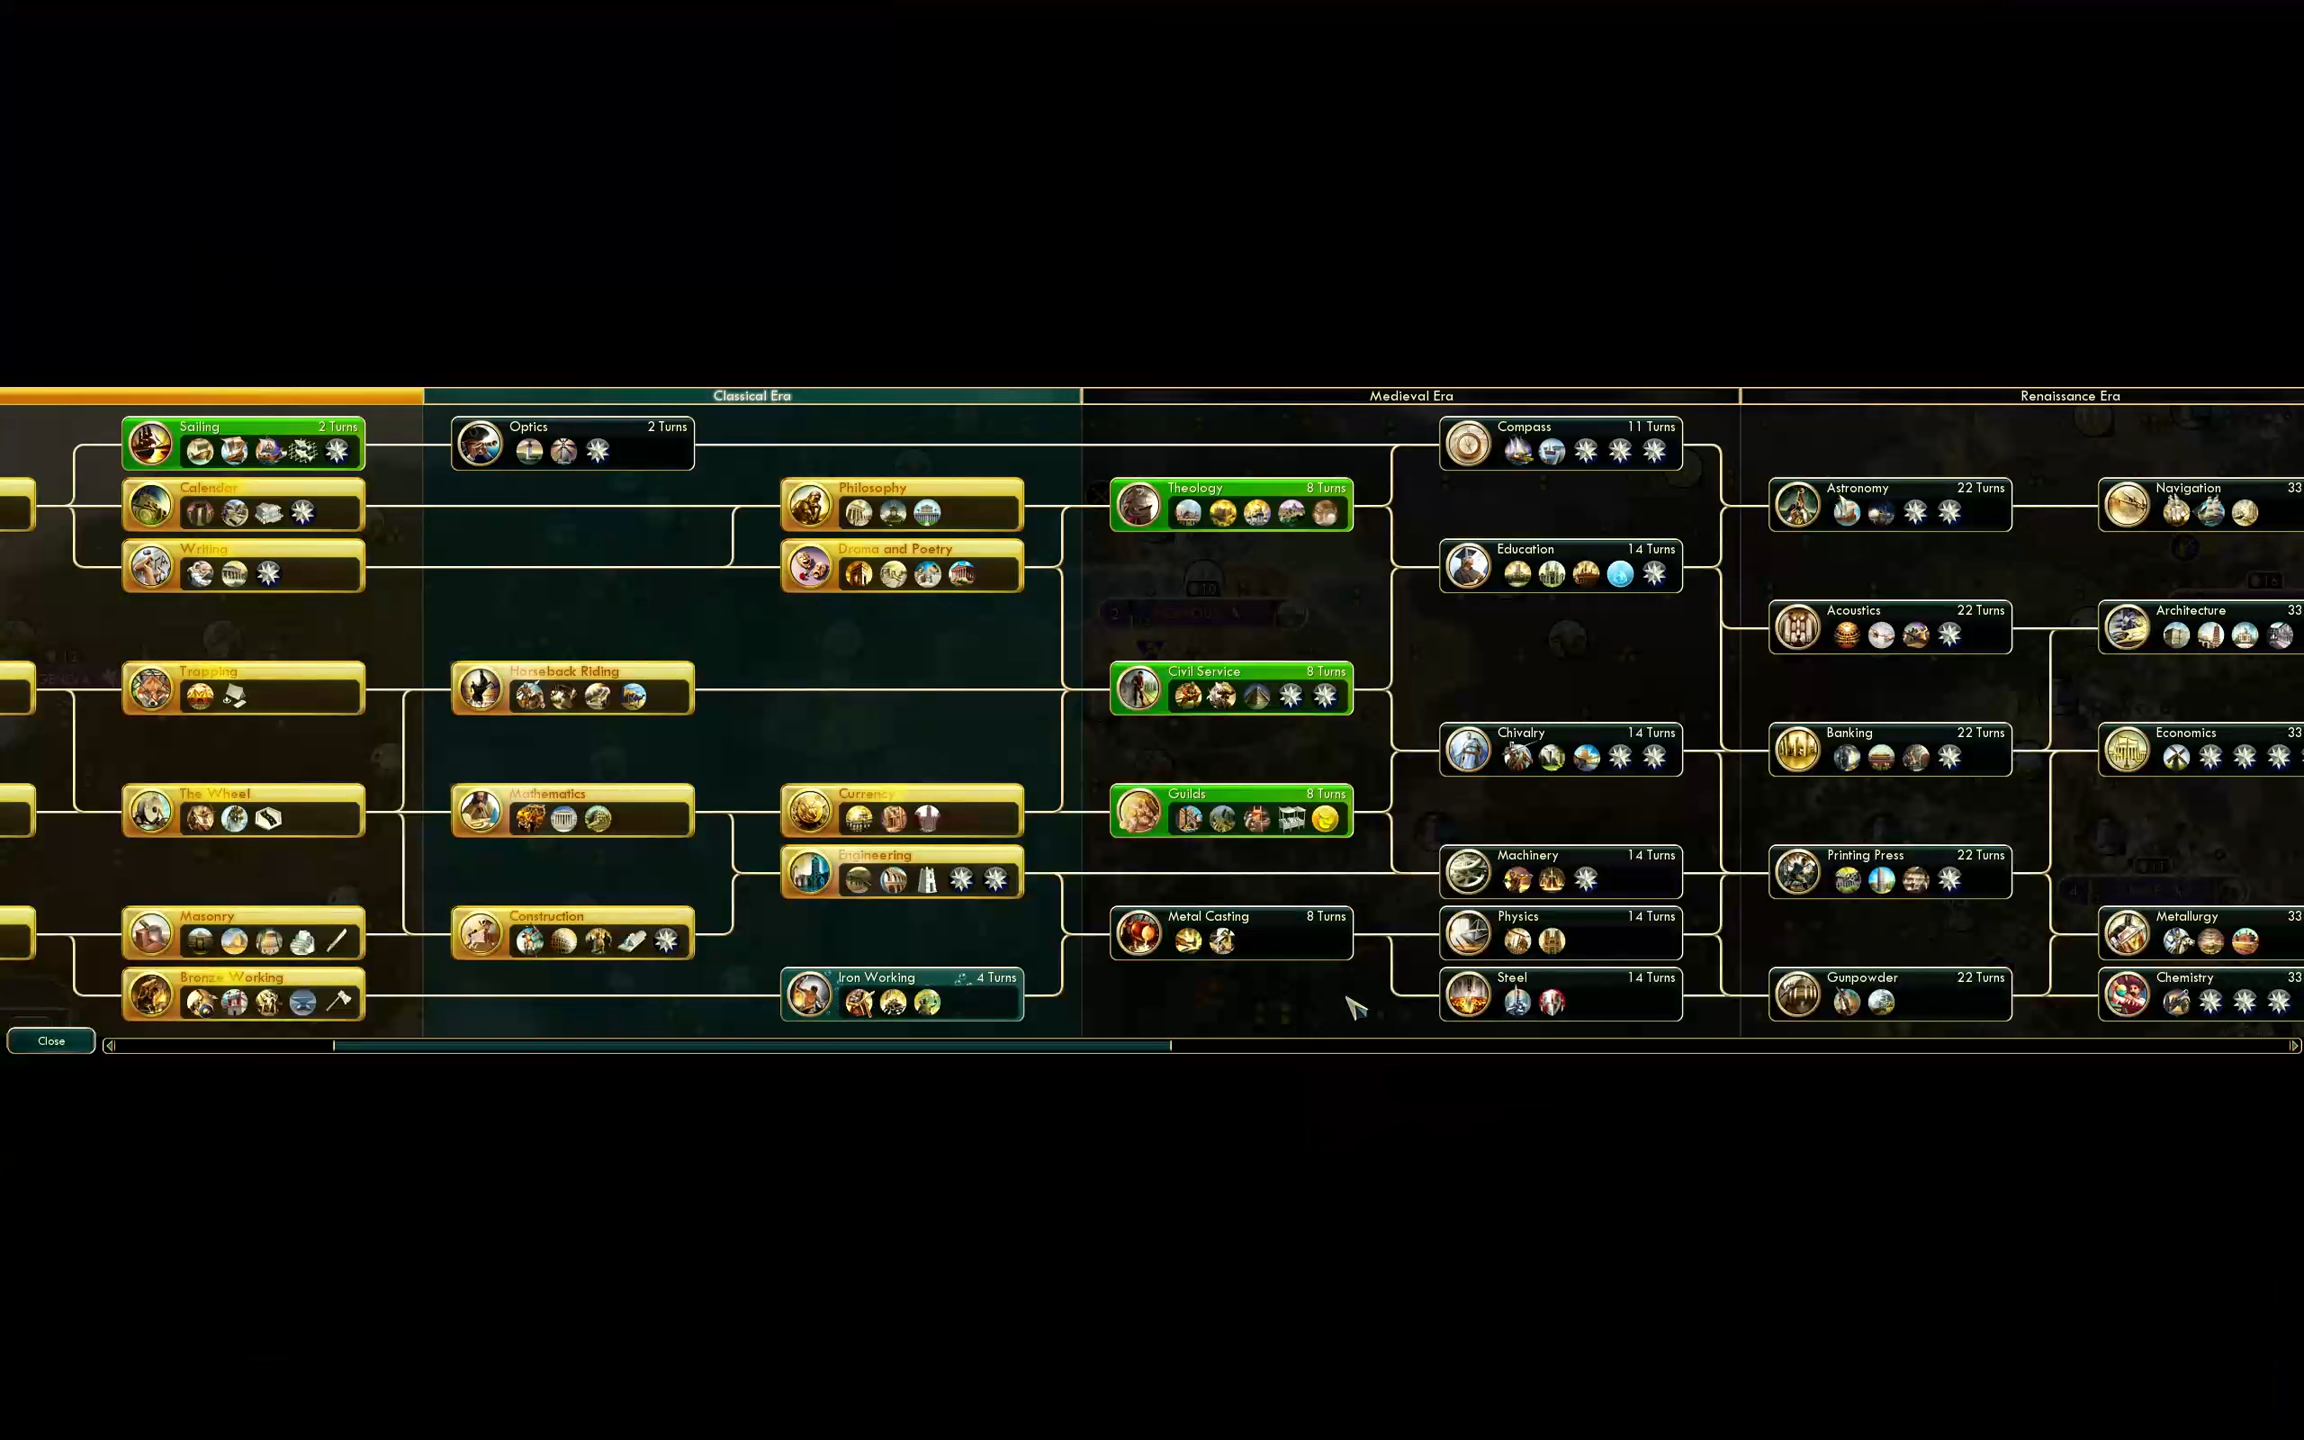 Classical Era
Medieval Era
Renaissance Era
Sailing 2 Turns
Optics 2 Turns
Compass 11 Turns
Calendar
Philosophy
Theology 8 Turns
Astronomy 22 Turns
Navigation 33
Writing
Drama and Poetry
Education 14 Turns
Acoustics 22 Turns
Architecture 33
Trapping
Horseback Riding
Civil Service 8 Turns
Chivalry 14 Turns
Banking 22 Turns
Economics 33
The Wheel
Mathematics
Currency
Guilds 8 Turns
Engineering
Machinery 14 Turns
Printing Press 22 Turns
Masonry
Construction
Metal Casting 8 Turns
Physics 14 Turns
Metallurgy 33
Bronze Working
Iron Working 4 Turns
Steel 14 Turns
Gunpowder 22 Turns
Chemistry 33
Close